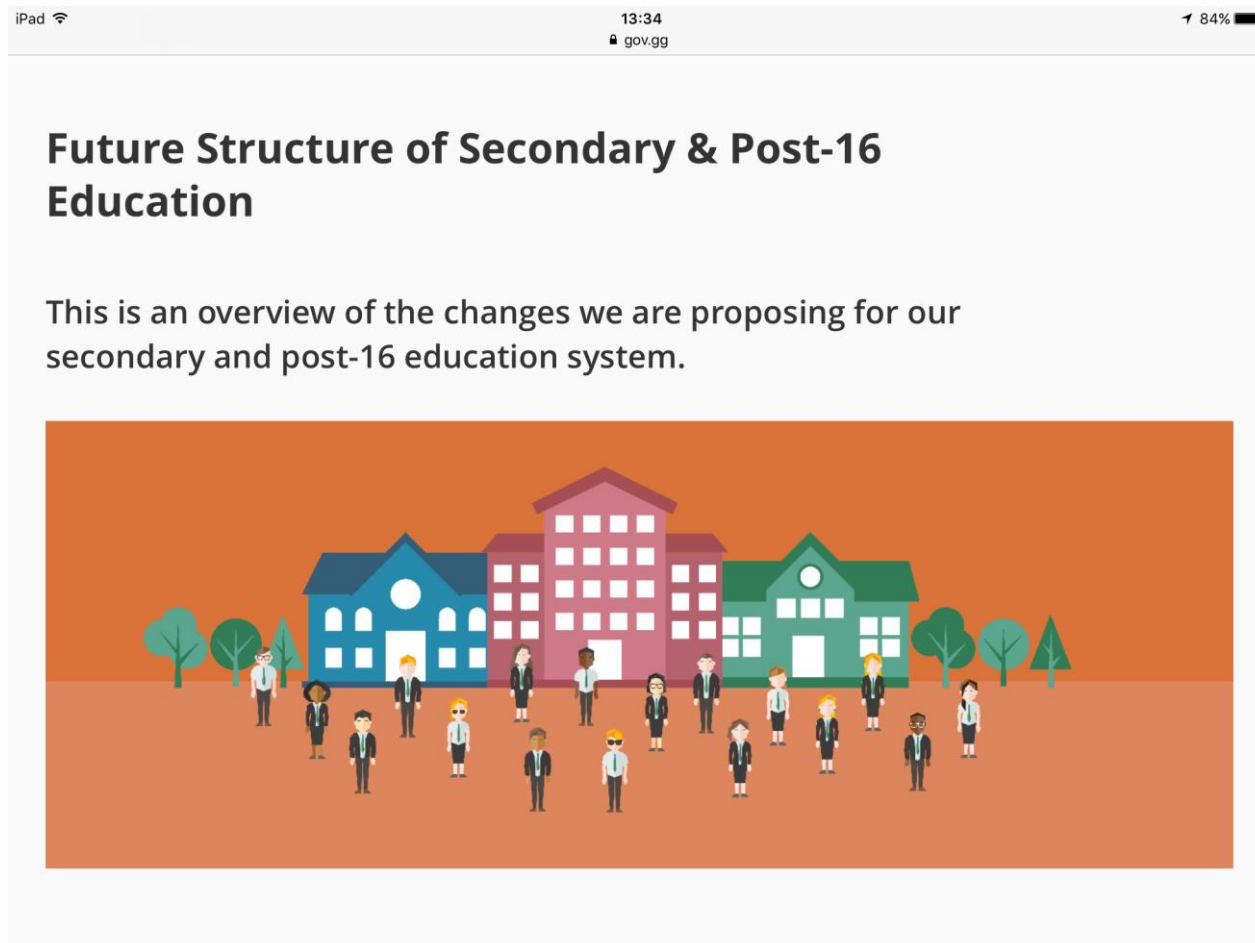 iPad
13:34
84%
gov.gg
Future Structure of Secondary & Post-16
Education
This is an overview of the changes we are proposing for our
secondary and post-16 education system.